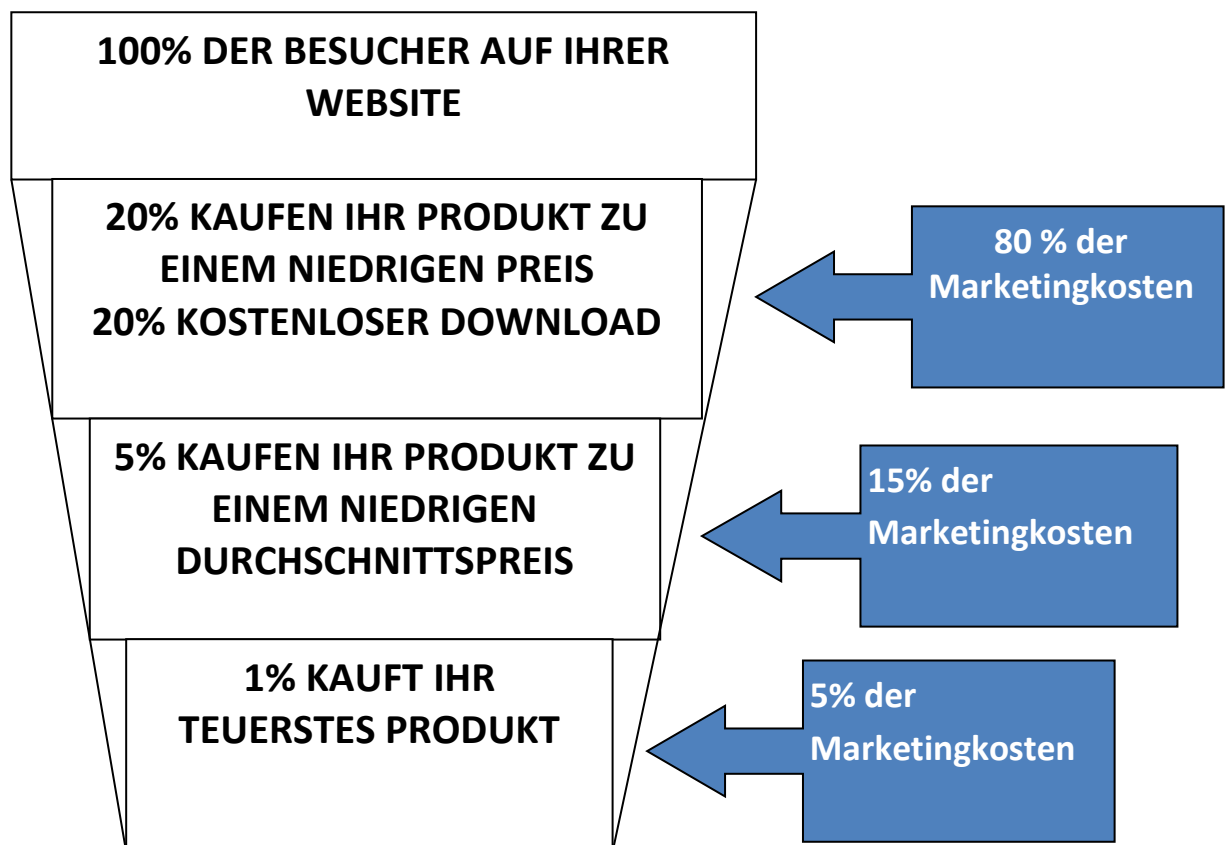 100% DER BESUCHER AUF IHRER
WEBSITE
20% KAUFEN IHR PRODUKT ZU
EINEM NIEDRIGEN PREIS
20% KOSTENLOSER DOWNLOAD
80 % der
Marketingkosten
5% KAUFEN IHR PRODUKT ZU
EINEM NIEDRIGEN
DURCHSCHNITTSPREIS
15% der
Marketingkosten
1% KAUFT IHR
TEUERSTES PRODUKT
5% der
Marketingkosten